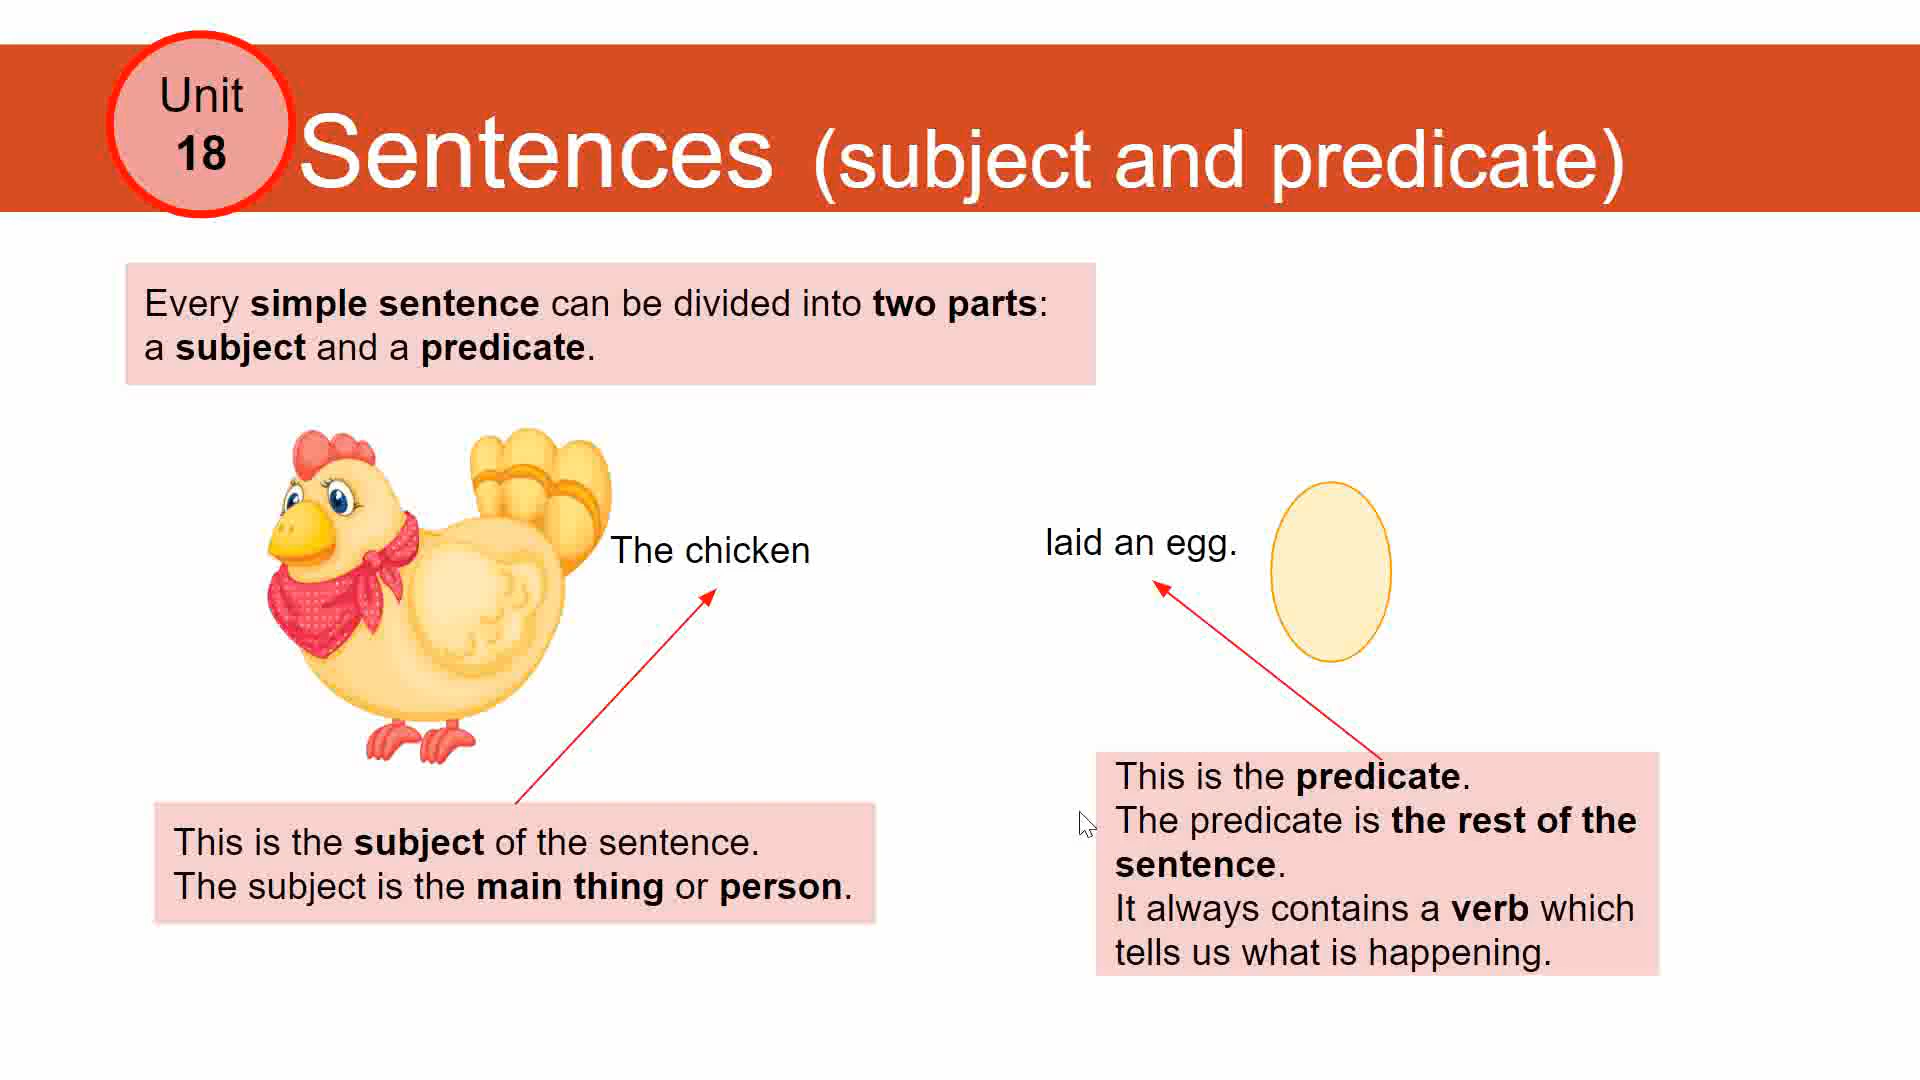 Unit
18
Sentences (subject and predicate)
Every simple sentence can be divided into two parts:
a subject and a predicate.
The chicken
laid an egg.
This is the subject of the sentence.
The subject is the main thing or person.
This is the predicate.
The predicate is the rest of the
sentence.
It always contains a verb which
tells us what is happening.